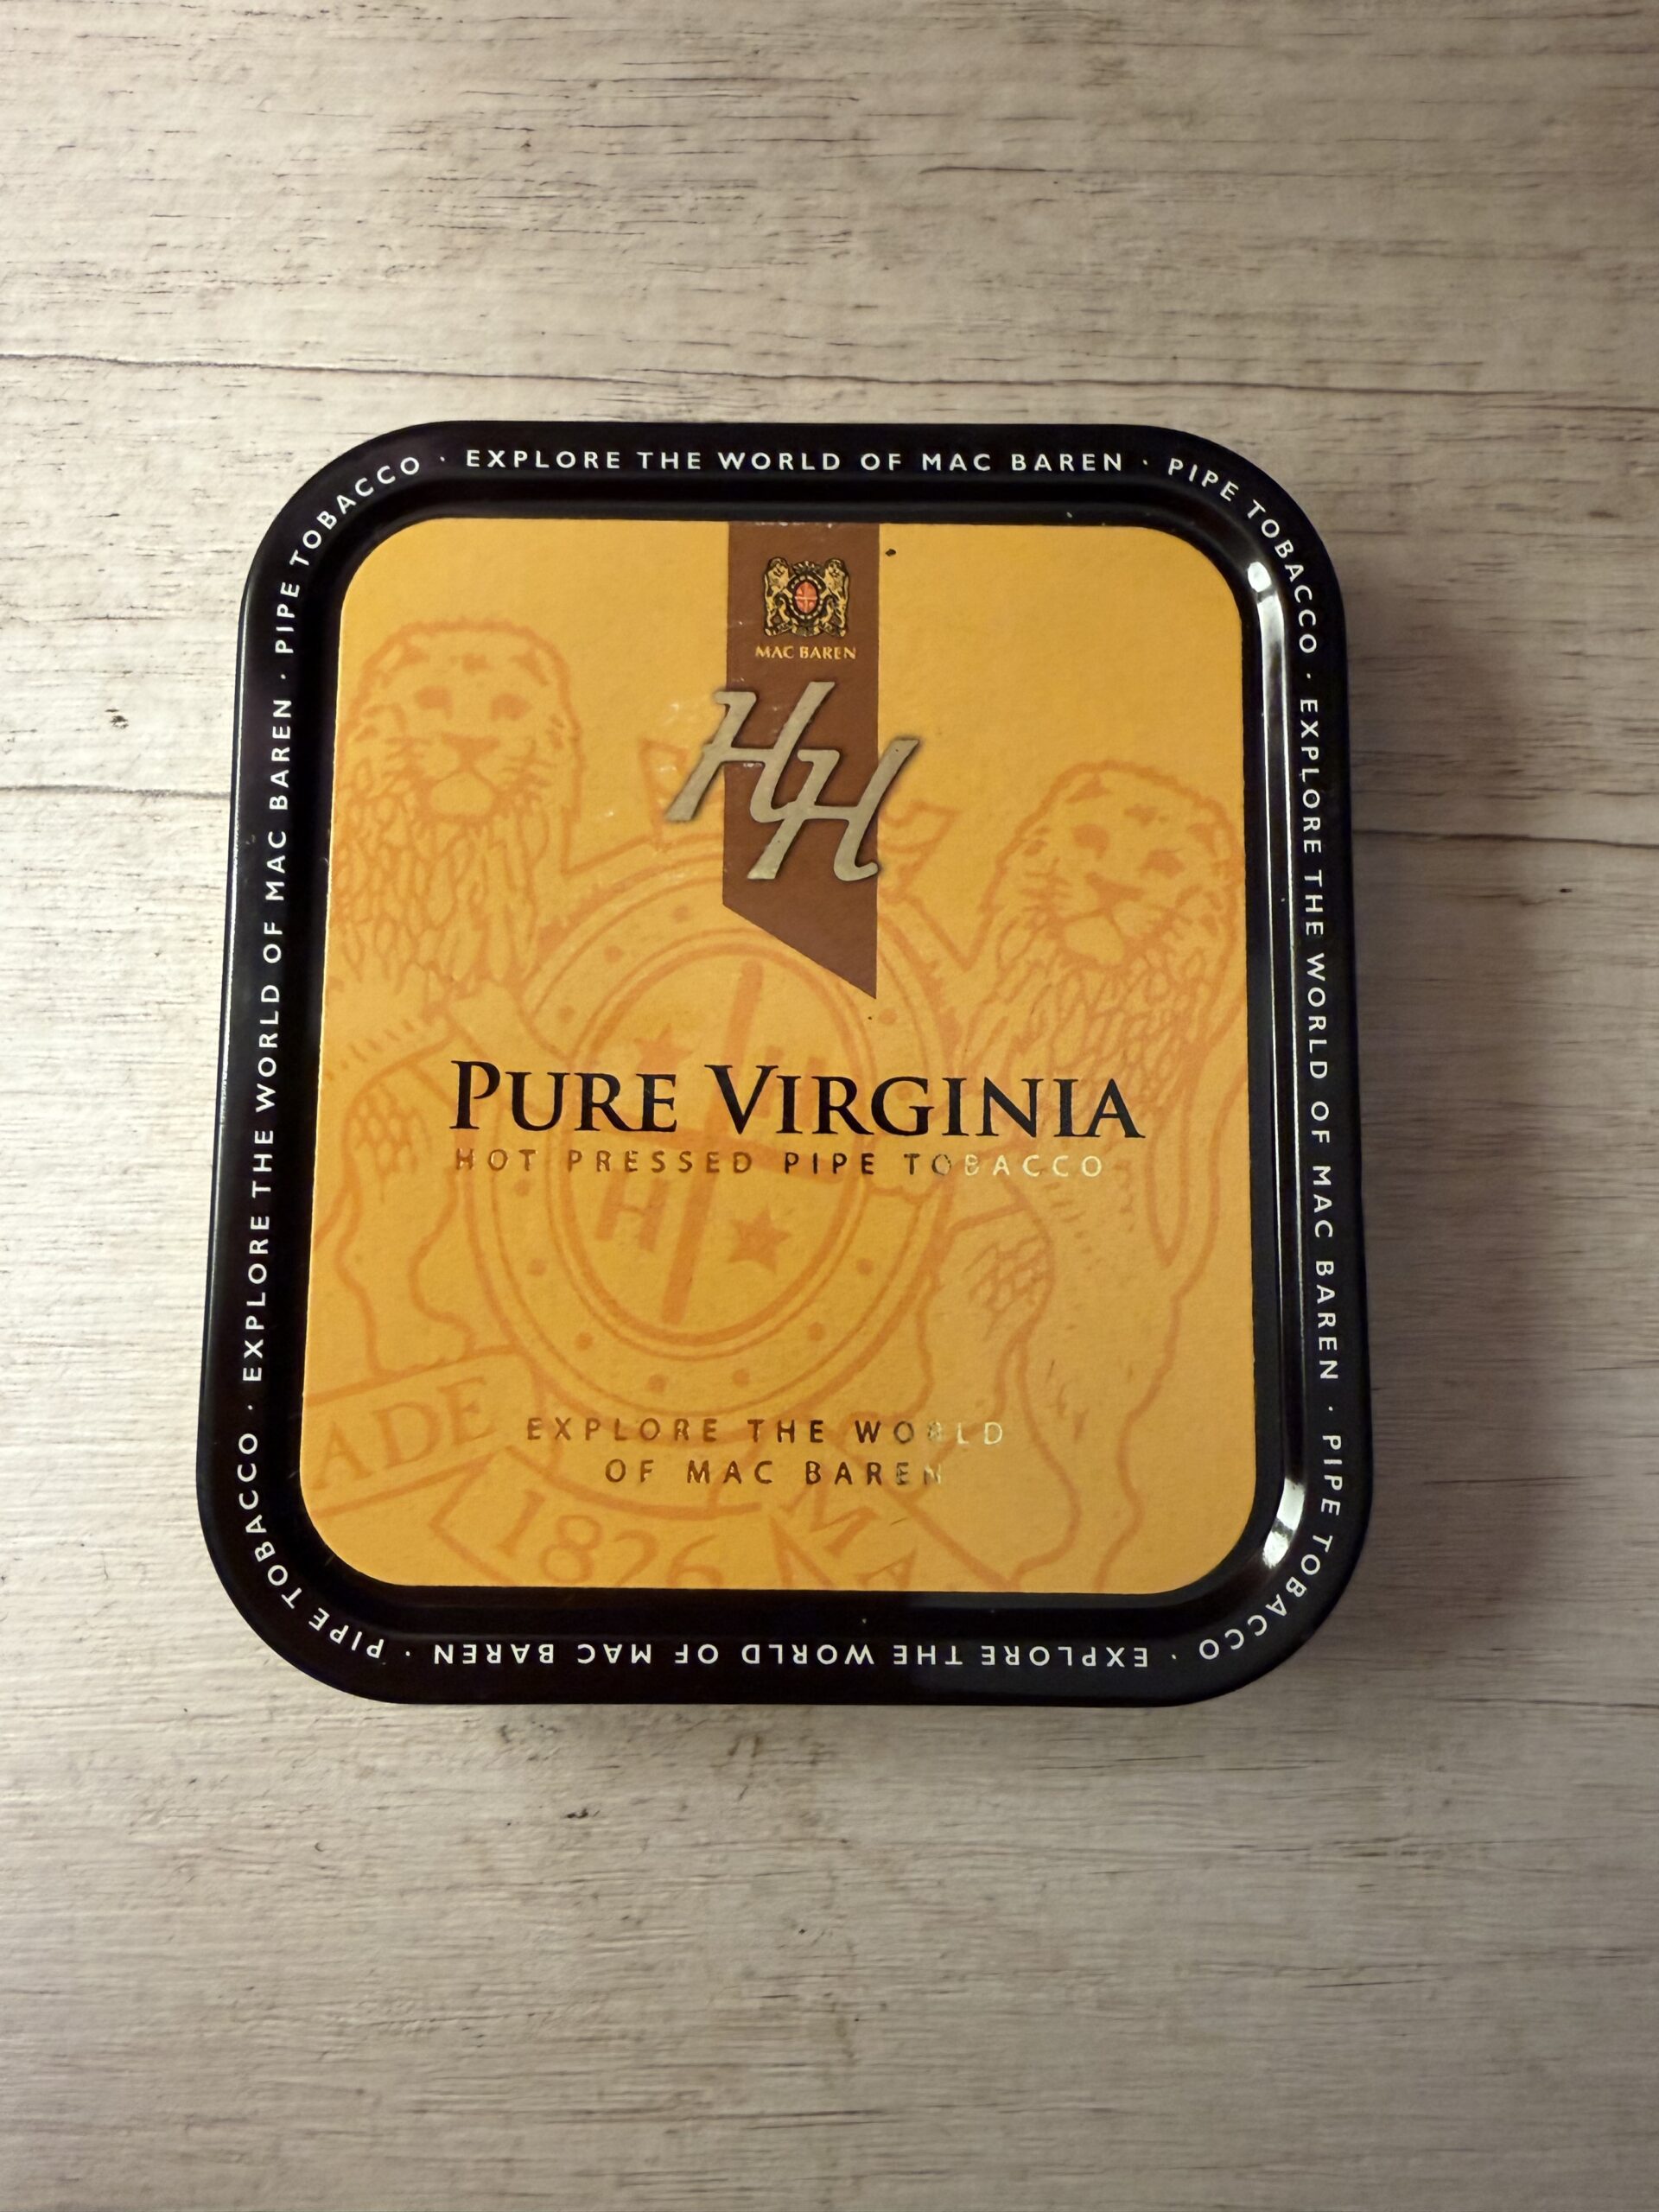 EXPLORE THE WORLD OF MAC BAREN · PIPE TOBACCO · EXPLORE THE WORLD OF MAC BAREN · PIPE TOBACCO · EXPLORE THE WORLD OF MAC BAREN · PIPE TOBACCO · EXPLORE THE WORLD OF MAC BAREN · PIPE TOBACCO ·
MAC BAREN
HH
PURE VIRGINIA
HOT PRESSED PIPE TOBACCO
H
EXPLORE THE WORLD
OF MAC BAREN
ADE
1826
MA